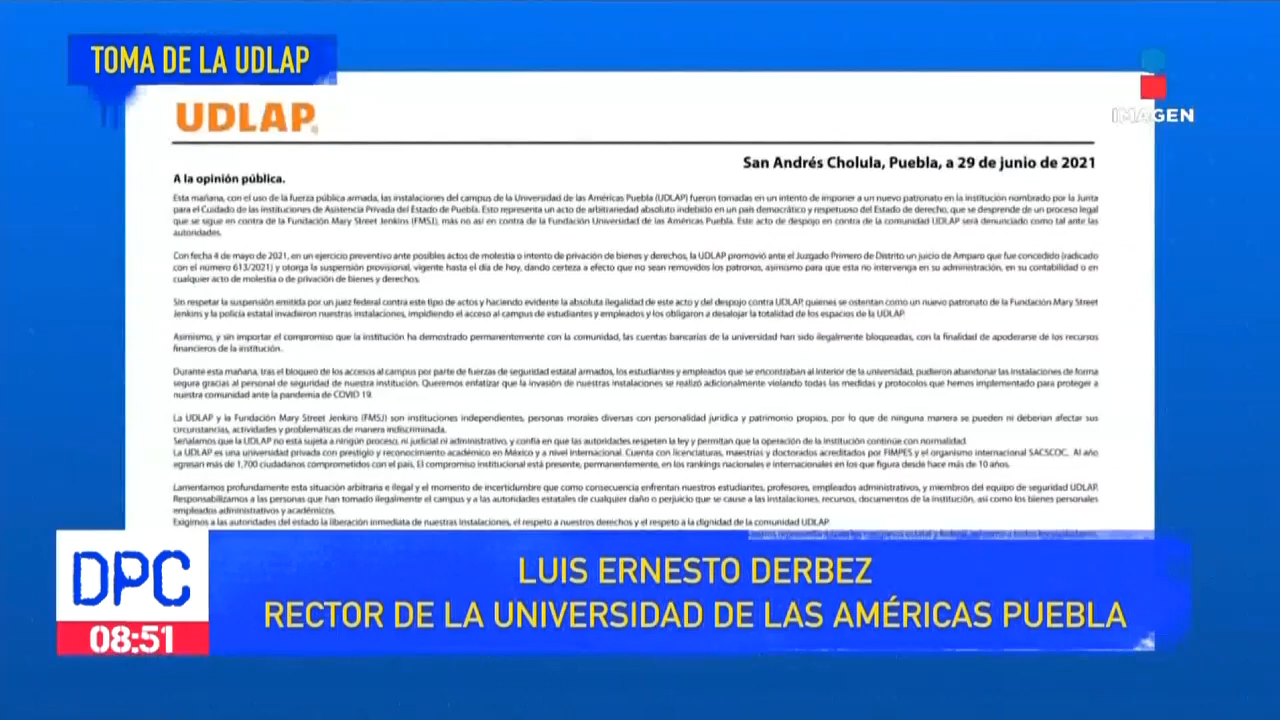 TOMA DE LA UDLAP
IMAGEN
UDLAP
San Andrés Cholula, Puebla, a 29 de junio de 2021
A la opinión pública.
Esta mañana, con el uso de la fuerza pública armada, las instalaciones del campus de la Universidad de las Américas Puebla (UDLAP) fueron tomadas en un intento de imponer a un nuevo patronato en la institución nombrado por la Junta
para el Cuidado de las Instituciones de Asistencia Privada del Estado de Puebla. Esto representa un acto de arbitrariedad absoluto indebido en un país democrático y respetuoso del Estado de derecho, que se desprende de un proceso legal
que se sigue en contra de la Fundación Mary Street Jenkins (FMSJ), más no así en contra de la Fundación Universidad de las Américas Puebla. Este acto de despojo en contra de la comunidad UDLAP será denunciado como tal ante las
autoridades.
Con fecha 4 de mayo de 2021, en un ejercicio preventivo ante posibles actos de molestia o intento de privación de bienes y derechos, la UDLAP promovió ante el Juzgado Primero de Distrito un juicio de Amparo que fue concedido (radicado
con el número 613/2021) y otorga la suspensión provisional, vigente hasta el día de hoy, dando certeza a efecto que no sean removidos los patronos, asimismo para que esta no intervenga en su administración, en su contabilidad o en
cualquier acto de molestia o de privación de bienes y derechos.
Sin respetar la suspensión emitida por un juez federal contra este tipo de actos y haciendo evidente la absoluta ilegalidad de este acto y del despojo contra UDLAP, quienes se ostentan como un nuevo patronato de la Fundación Mary Street
Jenkins y la policía estatal invadieron nuestras instalaciones, impidiendo el acceso al campus de estudiantes y empleados y los obligaron a desalojar la totalidad de los espacios de la UDLAP.
Asimismo, y sin importar el compromiso que la institución ha demostrado permanentemente con la comunidad, las cuentas bancarias de la universidad han sido ilegalmente bloqueadas, con la finalidad de apoderarse de los recursos
financieros de la institución.
Durante esta mañana, tras el bloqueo de los accesos al campus por parte de fuerzas de seguridad estatal armados, los estudiantes y empleados que se encontraban al interior de la universidad, pudieron abandonar las instalaciones de forma
segura gracias al personal de seguridad de nuestra institución. Queremos enfatizar que la invasión de nuestras instalaciones se realizó adicionalmente violando todas las medidas y protocolos que hemos implementado para proteger a
nuestra comunidad ante la pandemia de COVID 19.
La UDLAP y la Fundación Mary Street Jenkins (FMSJ) son instituciones independientes, personas morales diversas con personalidad jurídica y patrimonio propios, por lo que de ninguna manera se pueden ni deberían afectar sus
circunstancias, actividades y problemáticas de manera indiscriminada.
Señalamos que la UDLAP no está sujeta a ningún proceso, ni judicial ni administrativo, y confía en que las autoridades respeten la ley y permitan que la operación de la institución continúe con normalidad.
La UDLAP es una universidad privada con prestigio y reconocimiento académico en México y a nivel internacional. Cuenta con licenciaturas, maestrías y doctorados acreditados por FIMPES y el organismo internacional SACSCOC. Al año
egresan más de 1,700 ciudadanos comprometidos con el país. El compromiso institucional está presente, permanentemente, en los rankings nacionales e internacionales en los que figura desde hace más de 10 años.
Lamentamos profundamente esta situación arbitraria e ilegal y el momento de incertidumbre que como consecuencia enfrentan nuestros estudiantes, profesores, empleados administrativos, y miembros del equipo de seguridad UDLAP.
Responsabilizamos a las personas que han tomado ilegalmente el campus y a las autoridades estatales de cualquier daño o perjuicio que se cause a las instalaciones, recursos, documentos de la institución, así como los bienes personales
empleados administrativos y académicos.
Exigimos a las autoridades del estado la liberación inmediata de nuestras instalaciones, el respeto a nuestros derechos y el respeto a la dignidad de la comunidad UDLAP.
DPC
08:51
LUIS ERNESTO DERBEZ
RECTOR DE LA UNIVERSIDAD DE LAS AMÉRICAS PUEBLA